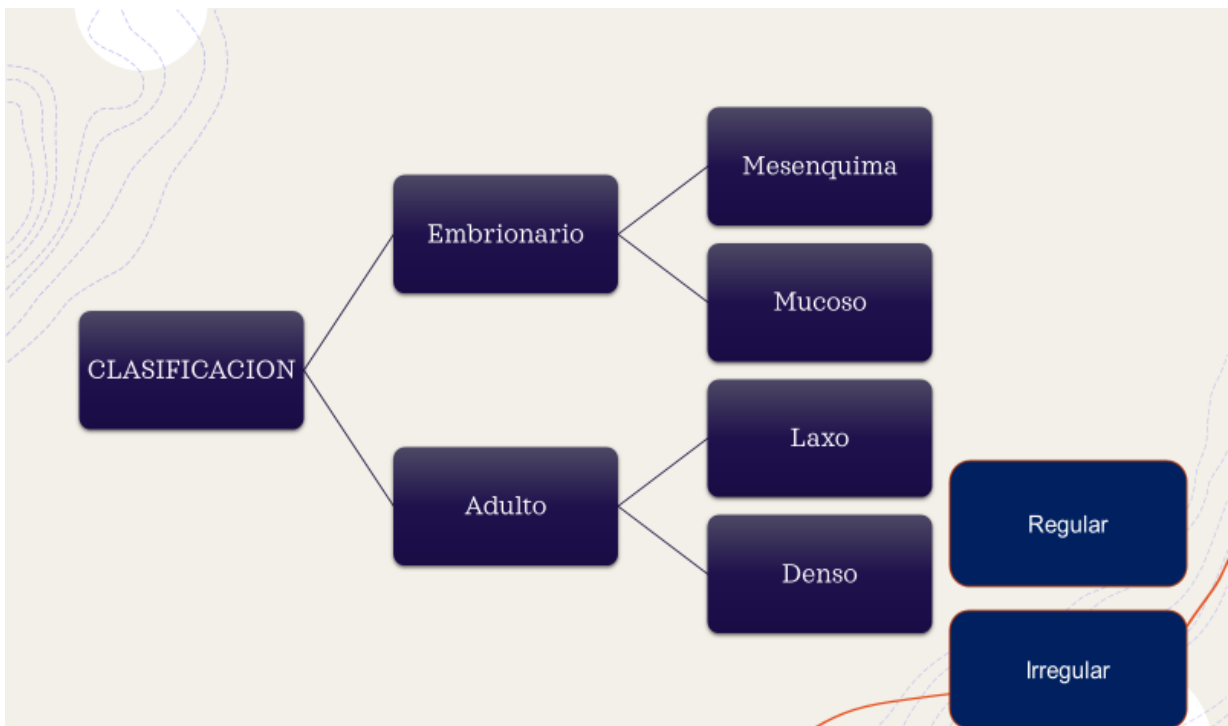 CLASIFICACION
Embrionario
Mesenquima
Mucoso
Adulto
Laxo
Denso
Regular
Irregular